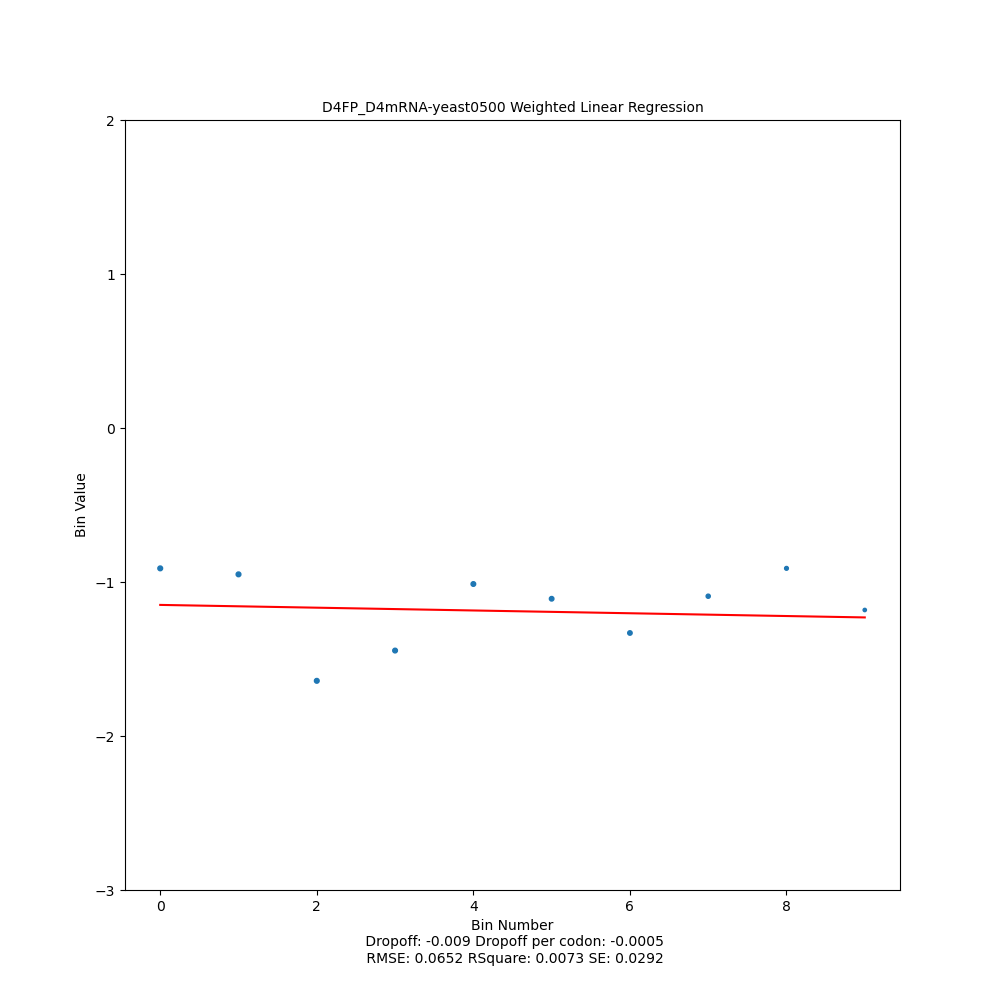 D4FP_D4mRNA-yeast0500 Weighted Linear Regression
2
1
0
−1
−2
−3
Bin Value
0 2 4 6 8
Bin Number
Dropoff: -0.009 Dropoff per codon: -0.0005
RMSE: 0.0652 RSquare: 0.0073 SE: 0.0292